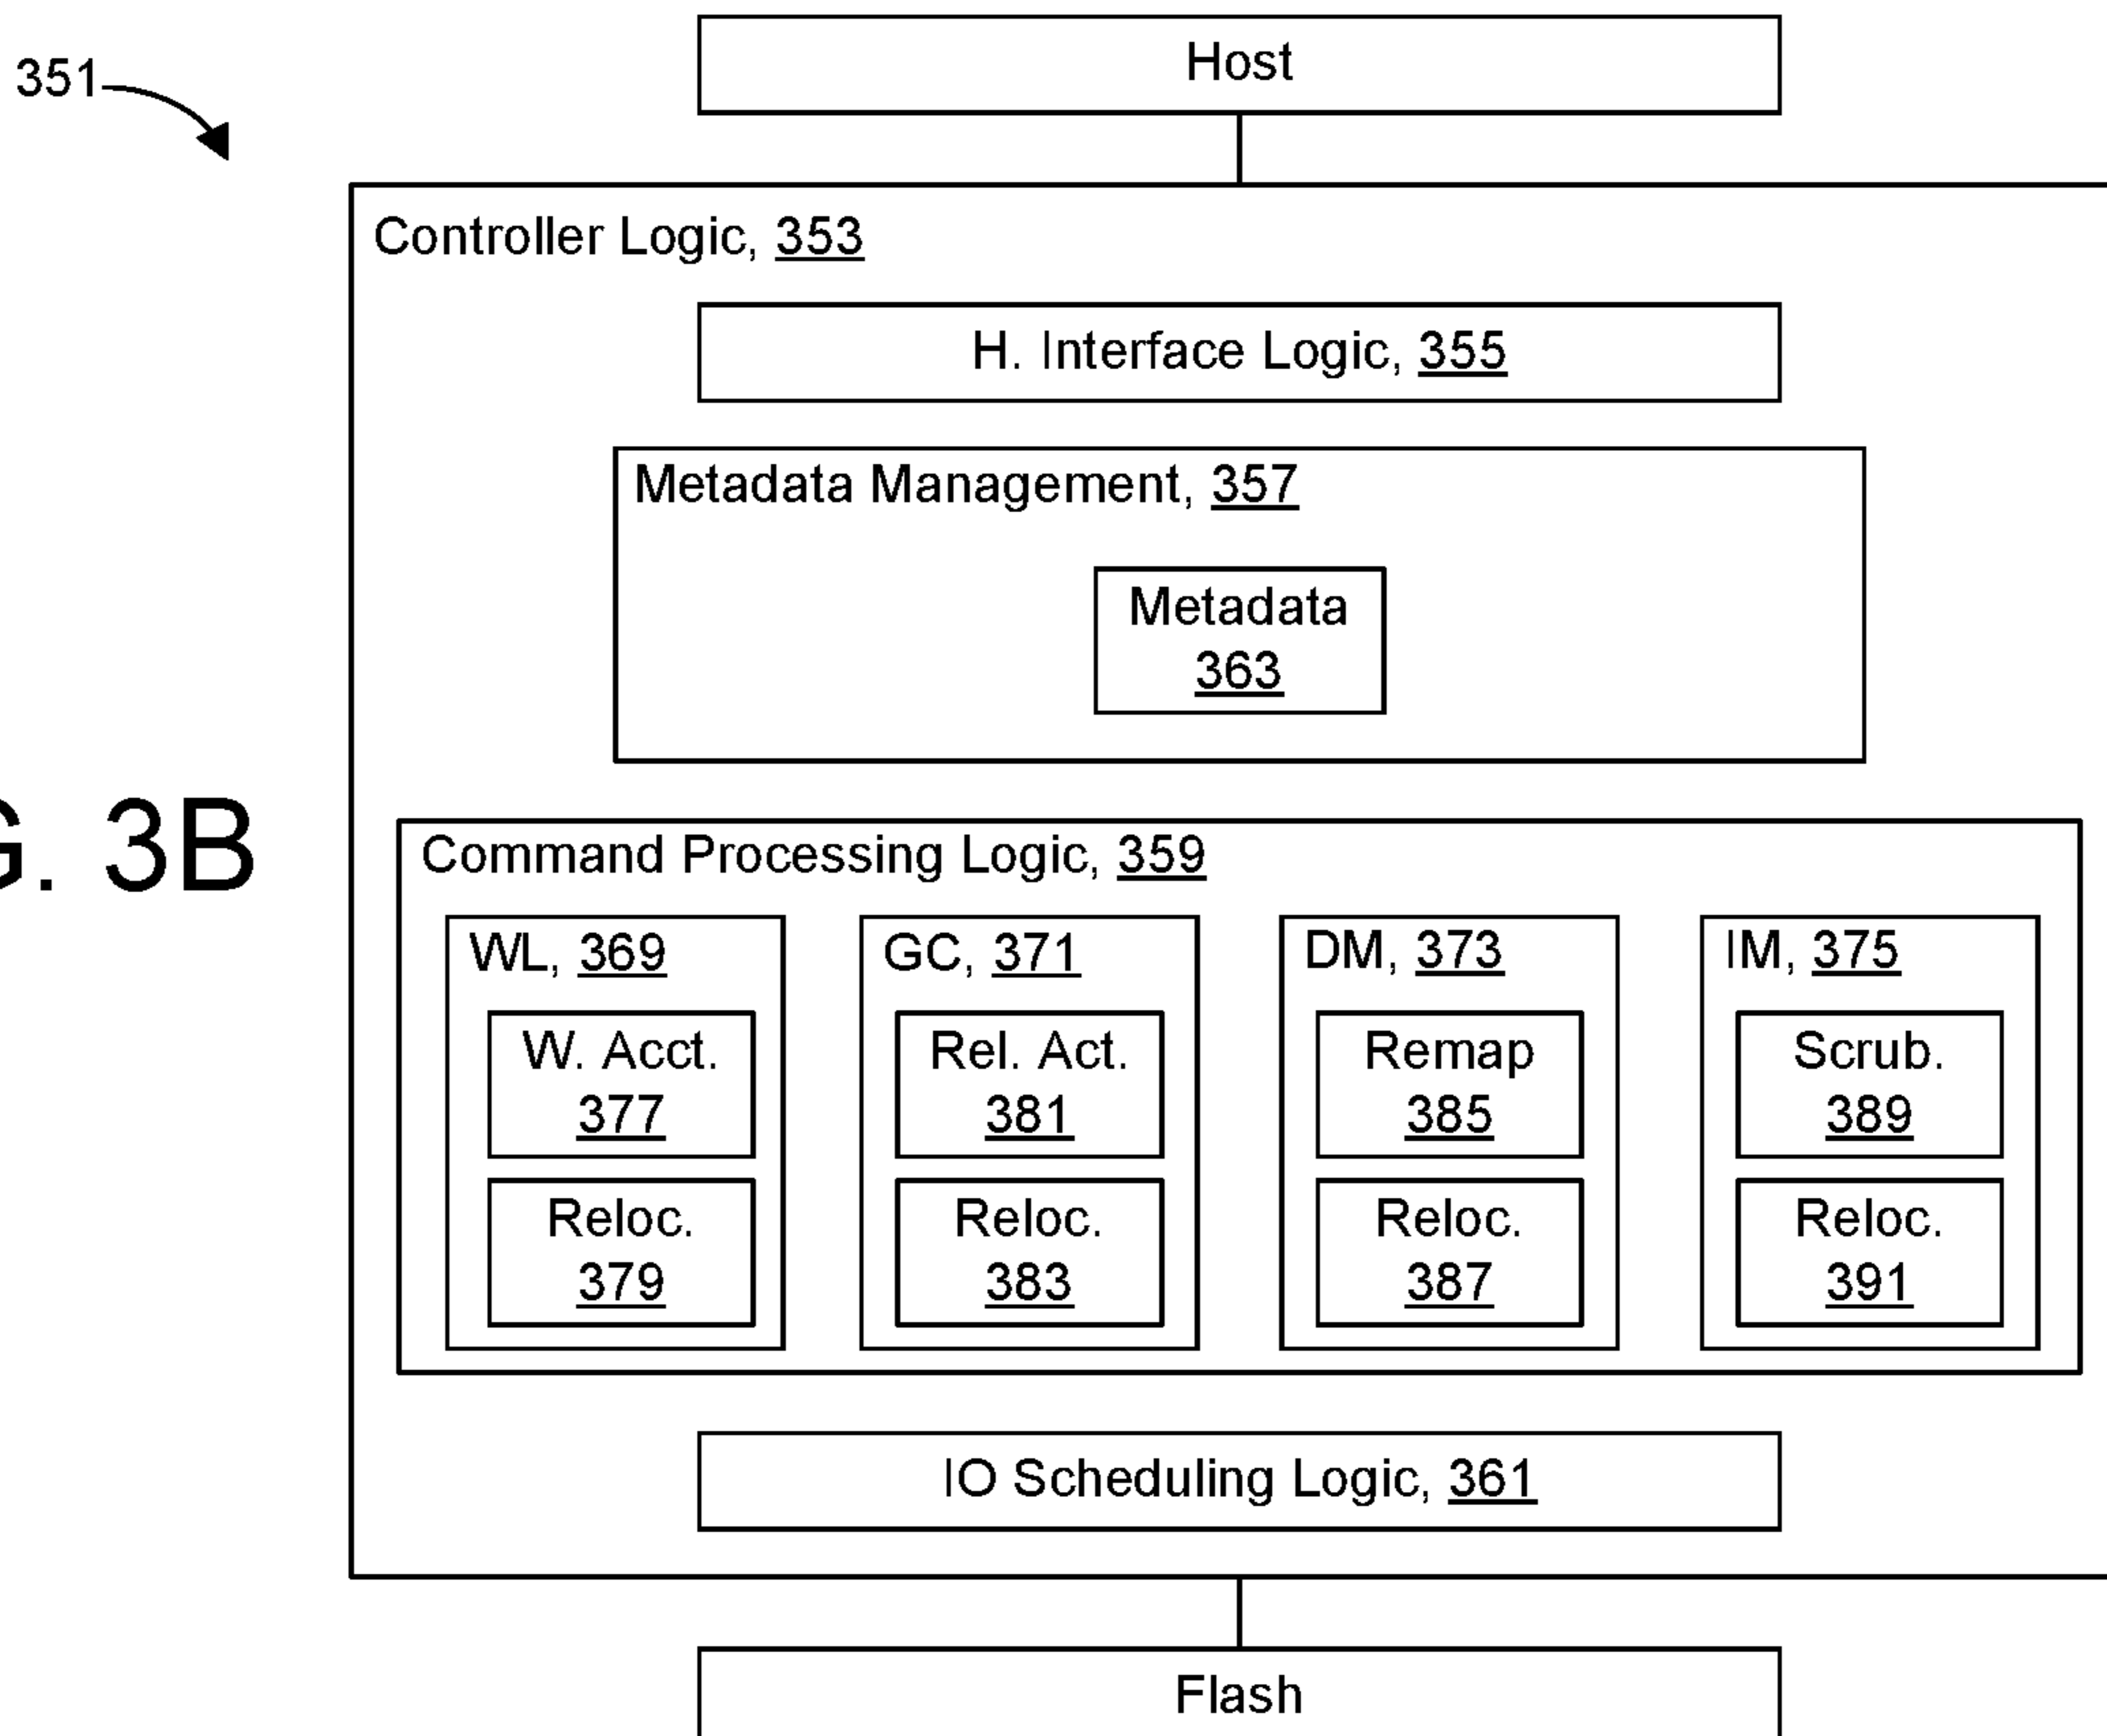 Host
351
Controller Logic, 353
H. Interface Logic, 355
Metadata Management, 357
Metadata
363
G. 3B
Command Processing Logic, 359
WL, 369
W. Acct.
377
Reloc.
379
GC, 371
Rel. Act.
381
Reloc.
383
DM, 373
Remap
385
Reloc.
387
IM, 375
Scrub.
389
Reloc.
391
IO Scheduling Logic, 361
Flash